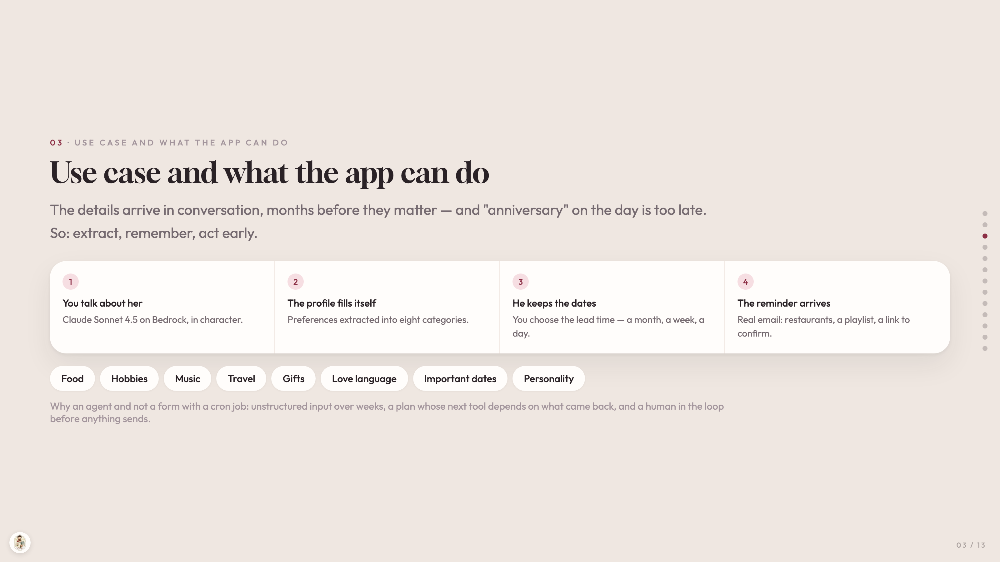 03 · USE CASE AND WHAT THE APP CAN DO
Use case and what the app can do
The details arrive in conversation, months before they matter — and "anniversary" on the day is too late.
So: extract, remember, act early.
1
You talk about her
Claude Sonnet 4.5 on Bedrock, in character.
2
The profile fills itself
Preferences extracted into eight categories.
3
He keeps the dates
You choose the lead time — a month, a week, a
day.
4
The reminder arrives
Real email: restaurants, a playlist, a link to
confirm.
Food
Hobbies
Music
Travel
Gifts
Love language
Important dates
Personality
Why an agent and not a form with a cron job: unstructured input over weeks, a plan whose next tool depends on what came back, and a human in the loop
before anything sends.
03 / 13